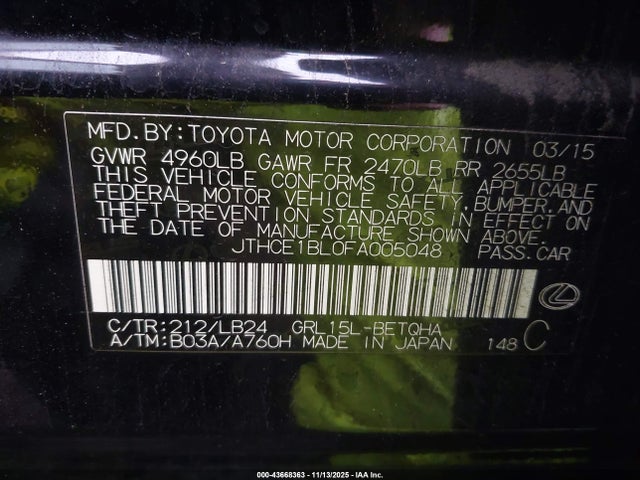 MFD. BY: TOYOTA MOTOR CORPORATION 03/15
GVWR 4960LB GAWR FR 2470LB RR 2655LB
THIS VEHICLE CONFORMS TO ALL APPLICABLE
FEDERAL MOTOR VEHICLE SAFETY, BUMPER, AND
THEFT PREVENTION STANDARDS IN EFFECT ON
THE DATE OF MANUFACTURE SHOWN ABOVE.
JTHCE1BL0FA005048 PASS. CAR
C/TR: 212/LB24 GRL15L-BETQHA
A/TM: B03A/A760H MADE IN JAPAN 148 C
000-43668363 - 11/13/2025 - IAA Inc.